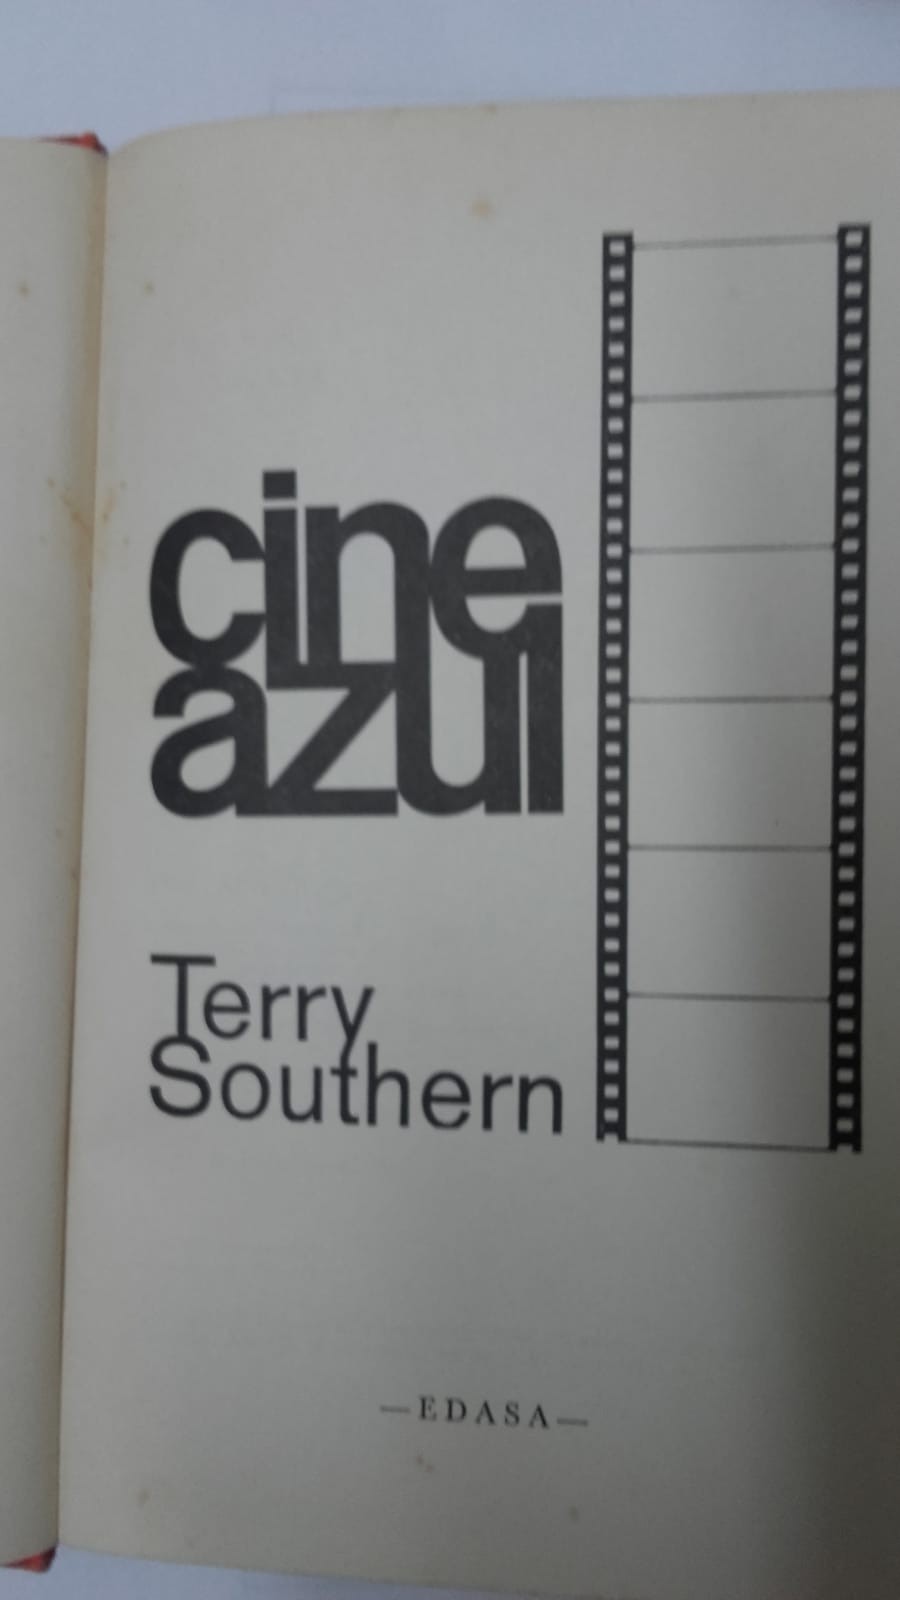 cine
azul
Terry
Southern
—EDASA—